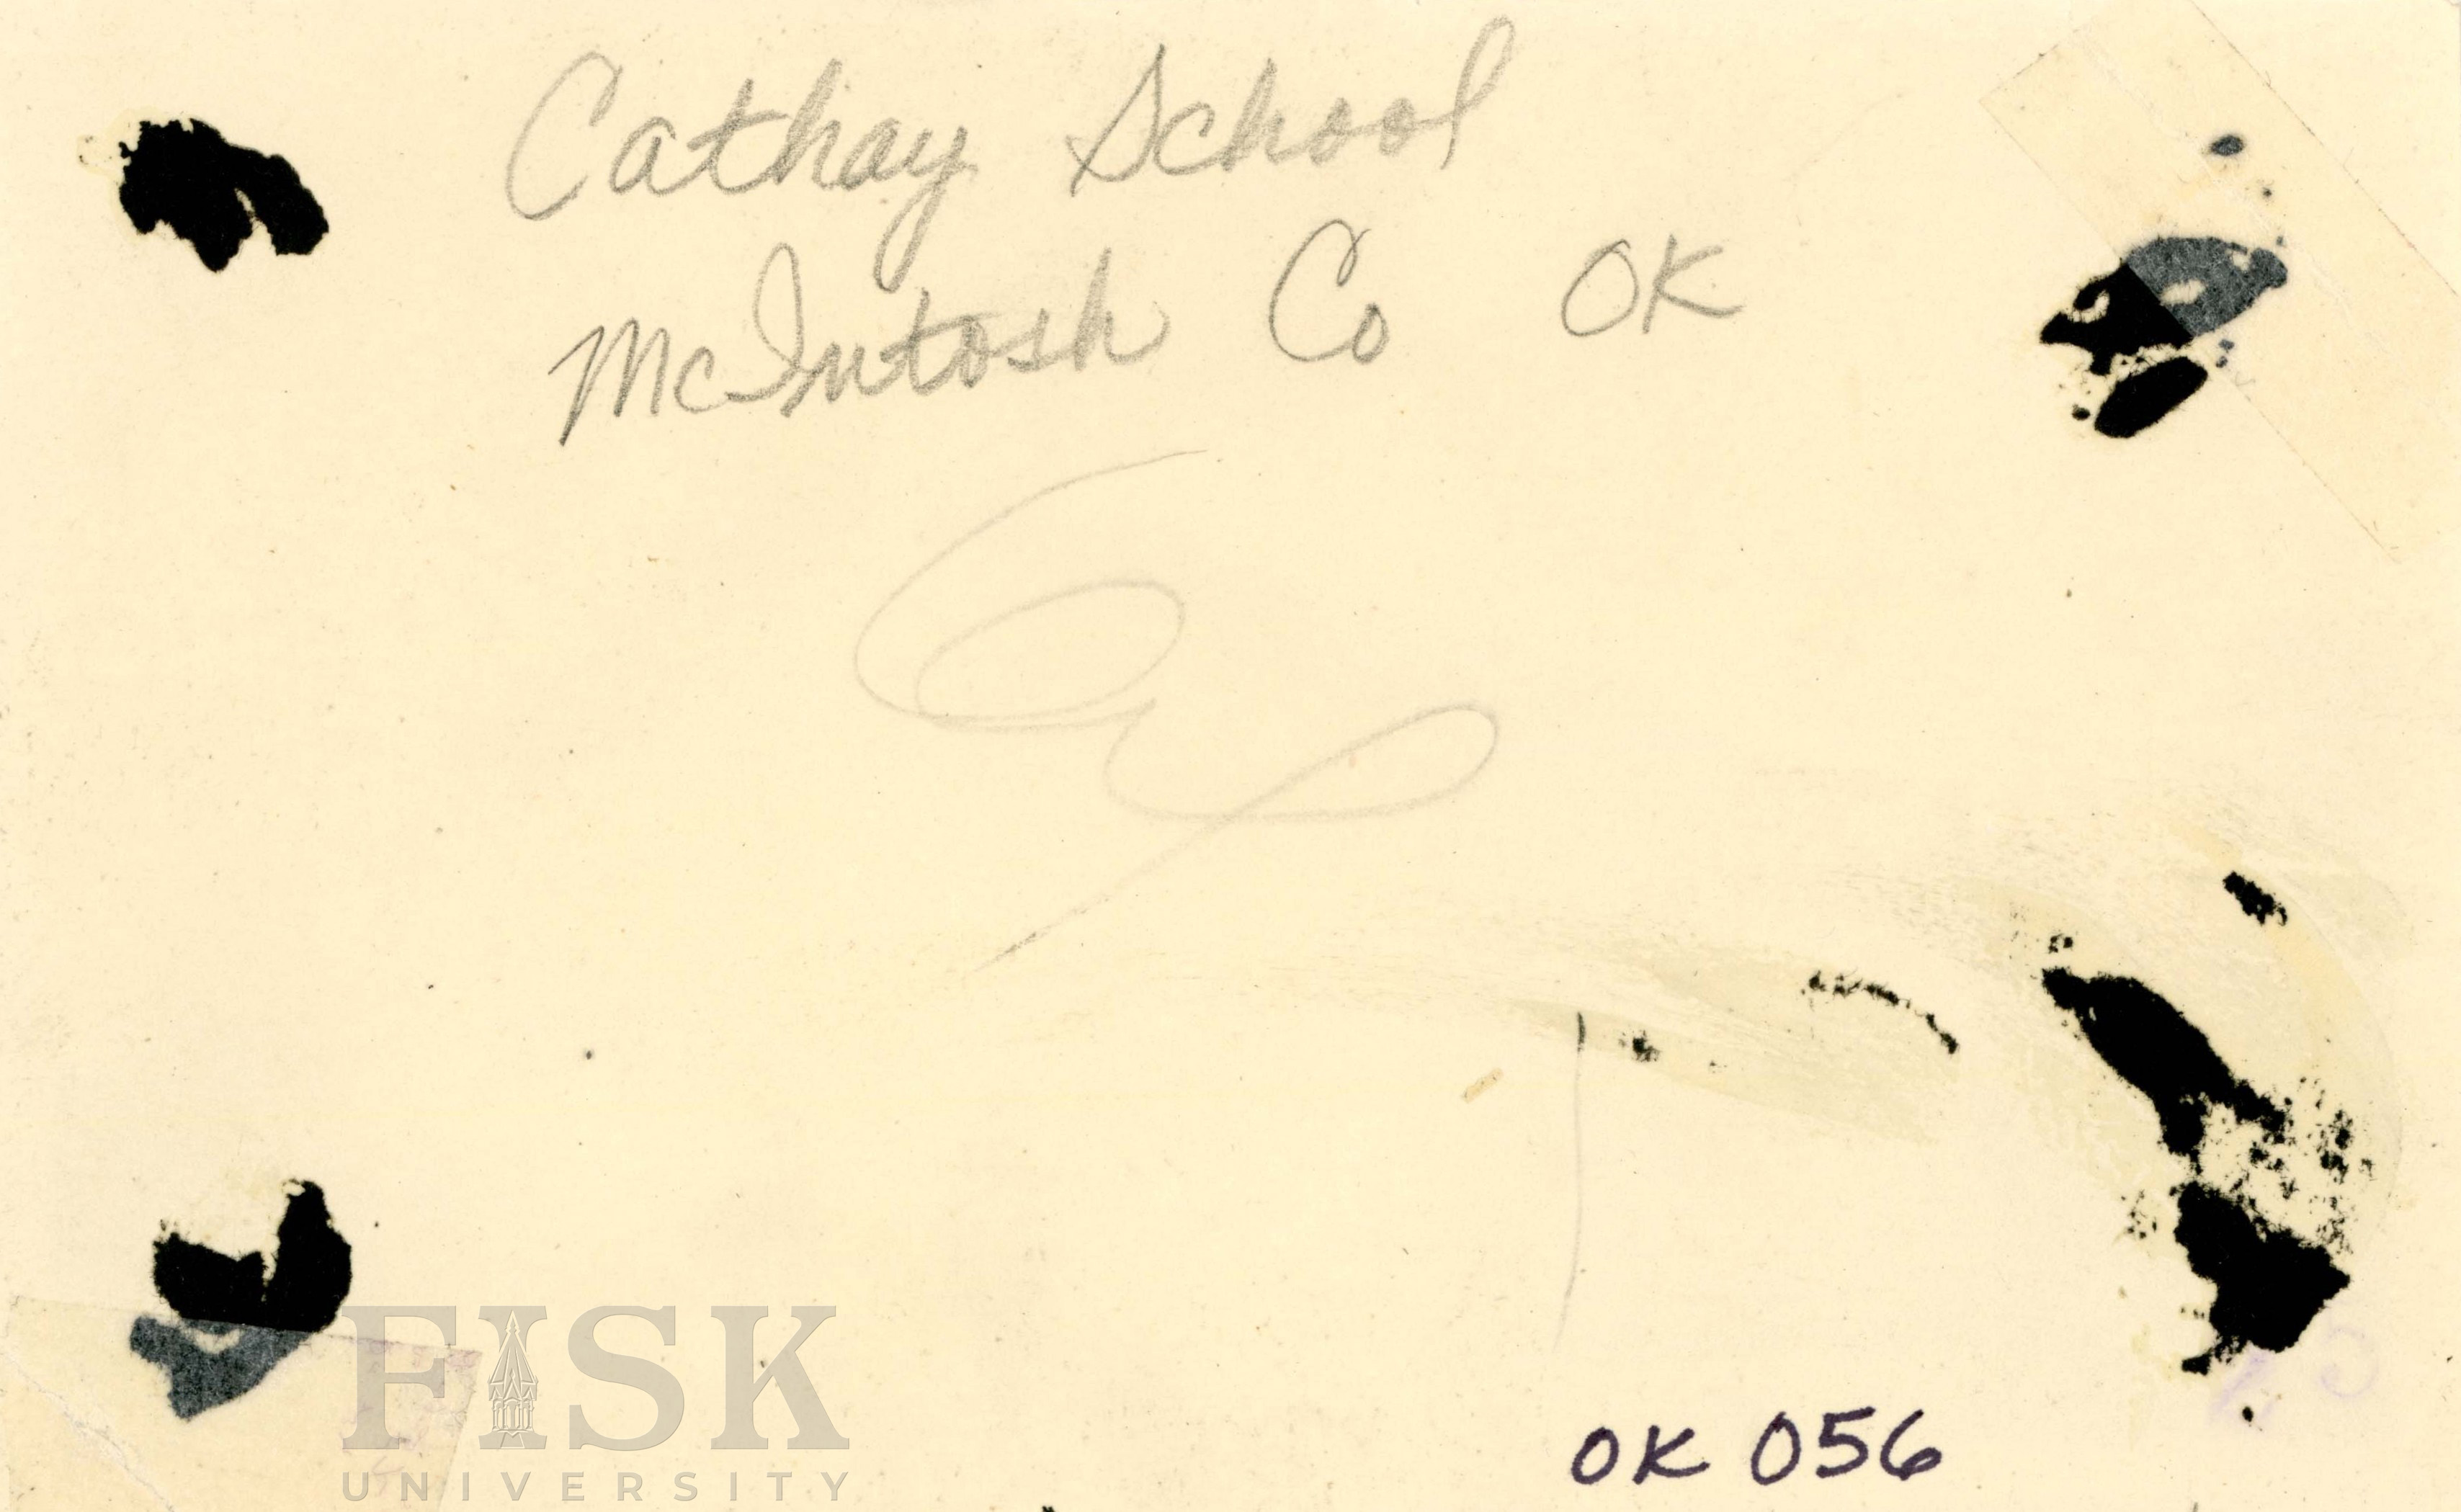 Cathay School
McIntosh Co OK
OK 056
FISK
UNIVERSITY